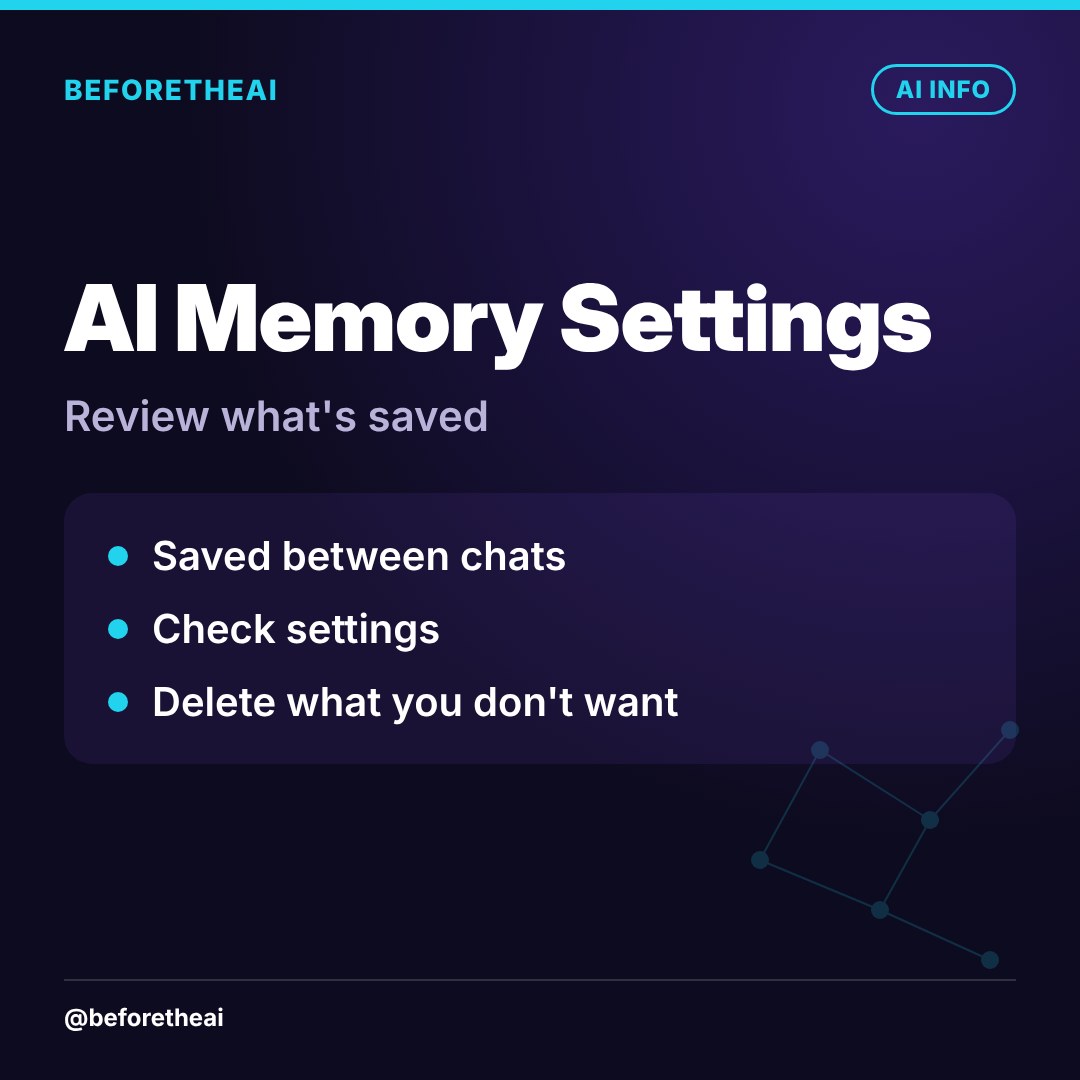 BEFORETHEAI
AI INFO
AI Memory Settings
Review what's saved
Saved between chats
Check settings
Delete what you don't want
@beforetheai